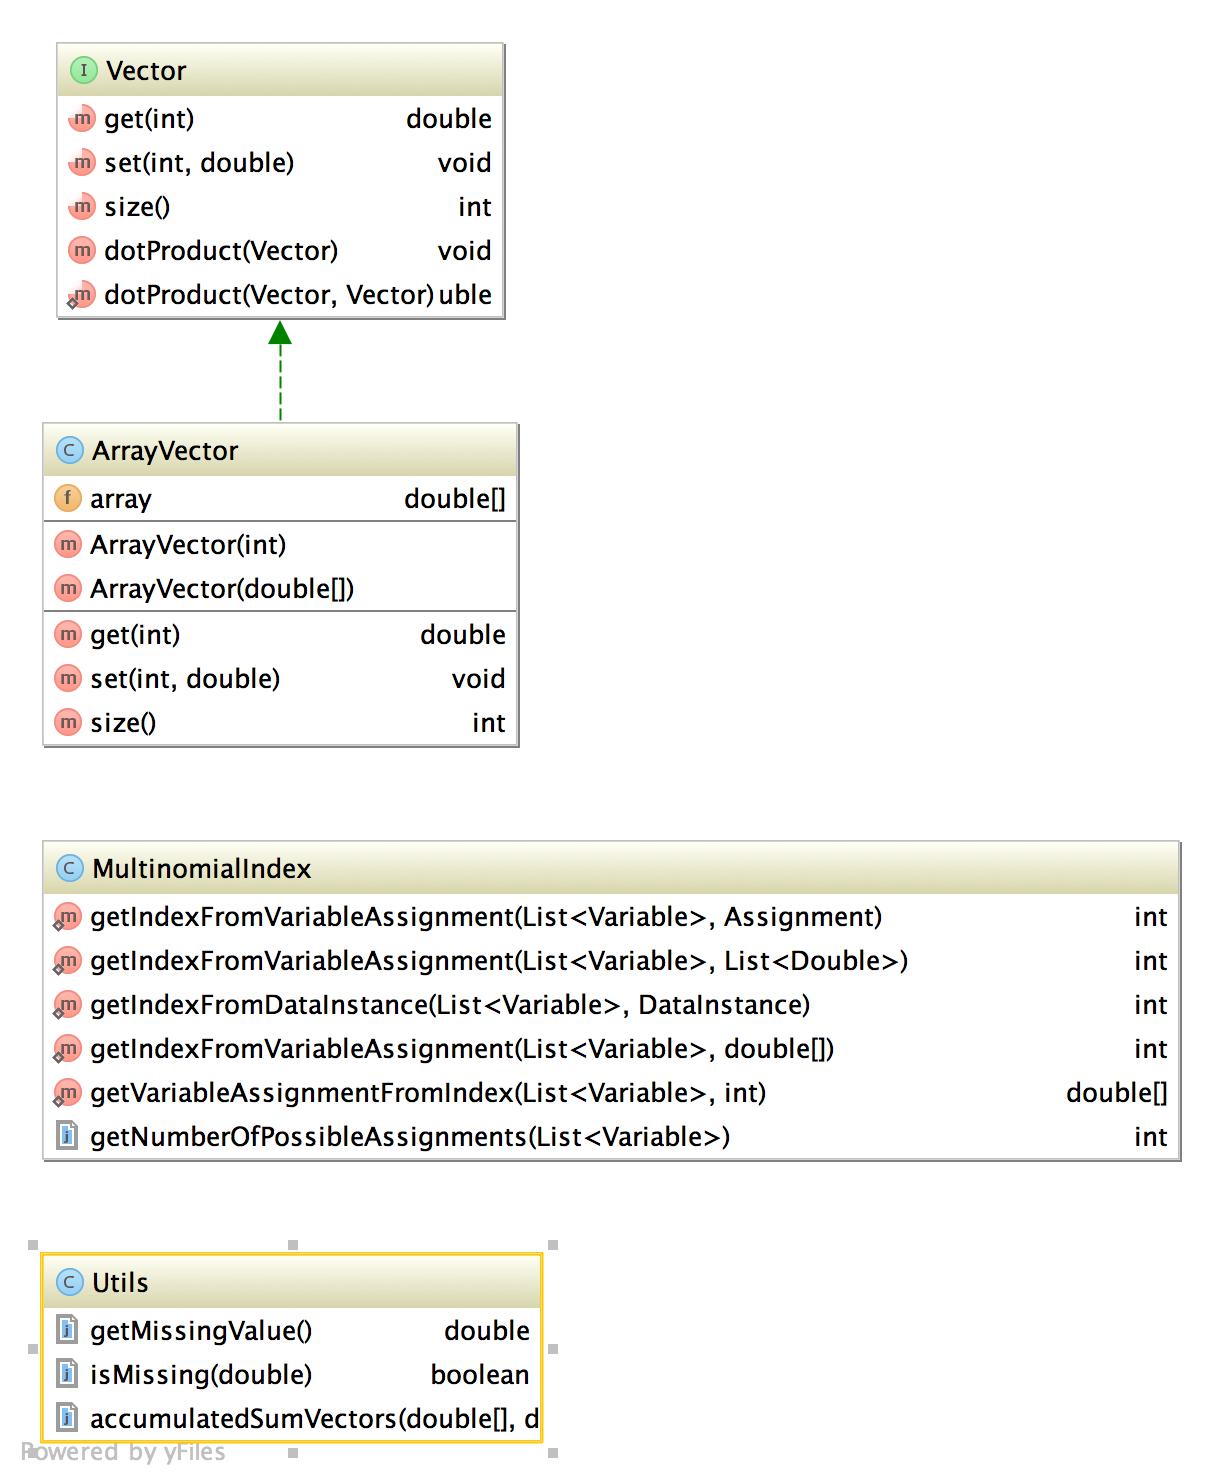 I Vector
m get(int) double
m set(int, double) void
m size() int
m dotProduct(Vector) void
m dotProduct(Vector, Vector) uble
C ArrayVector
f array double[]
m ArrayVector(int)
m ArrayVector(double[])
m get(int) double
m set(int, double) void
m size() int
C MultinomialIndex
m getIndexFromVariableAssignment(List<Variable>, Assignment) int
m getIndexFromVariableAssignment(List<Variable>, List<Double>) int
m getIndexFromDataInstance(List<Variable>, DataInstance) int
m getIndexFromVariableAssignment(List<Variable>, double[]) int
m getVariableAssignmentFromIndex(List<Variable>, int) double[]
j getNumberOfPossibleAssignments(List<Variable>) int
C Utils
j getMissingValue() double
j isMissing(double) boolean
j accumulatedSumVectors(double[], d
Powered by yFiles